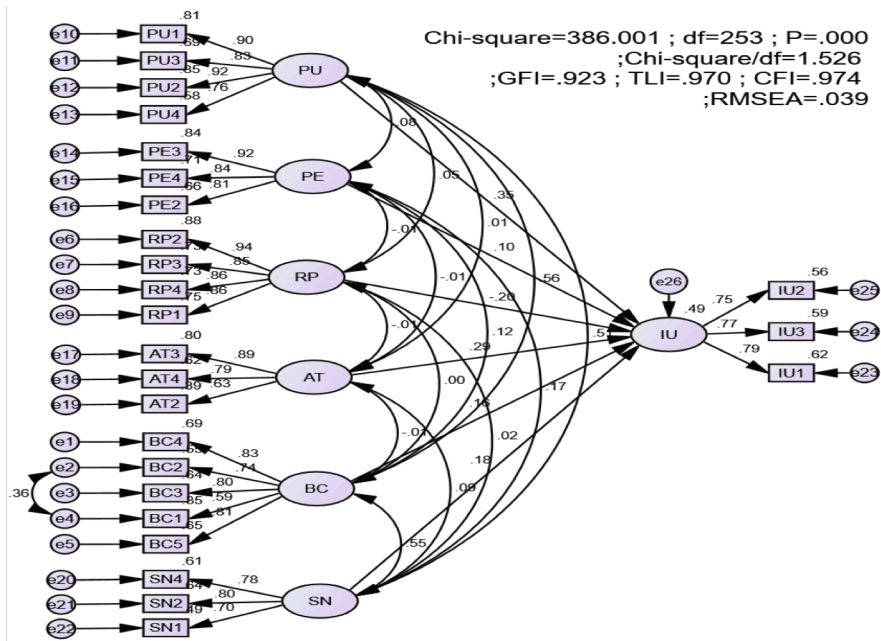 Chi-square=386.001 ; df=253 ; P=.000
;Chi-square/df=1.526
;GFI=.923 ; TLI=.970 ; CFI=.974
;RMSEA=.039
.81
e10 PU1 .90
e11 PU3 .83
.85
e12 PU2 .92
.76
.58
e13 PU4
PU
.08
.84
e14 PE3 .92
.71
e15 PE4 .84
.66
e16 PE2 .81
PE
.05
.35
.01
.10
-.01
.88
e6 RP2 .94
e7 RP3 .85
.73
e8 RP4 .86
.86
.75
e9 RP1
RP
-.01
.56
-.20
.12
-.01
.29
.5
.80
e17 AT3 .89
.62
e18 AT4 .79
e19 AT2 .63
AT
.00
.17
-.01
.02
.18
.09
.69
e1 BC4 .83
e2 BC2 .74
.64
e3 BC3 .80
.59
e4 BC1 .81
.65
e5 BC5
.36
BC
.55
.61
e20 SN4 .78
.64
e21 SN2 .80
.49
e22 SN1 .70
SN
e26
.49
IU
.56
.75 IU2 e25
.59
.77 IU3 e24
.62
.79 IU1 e23